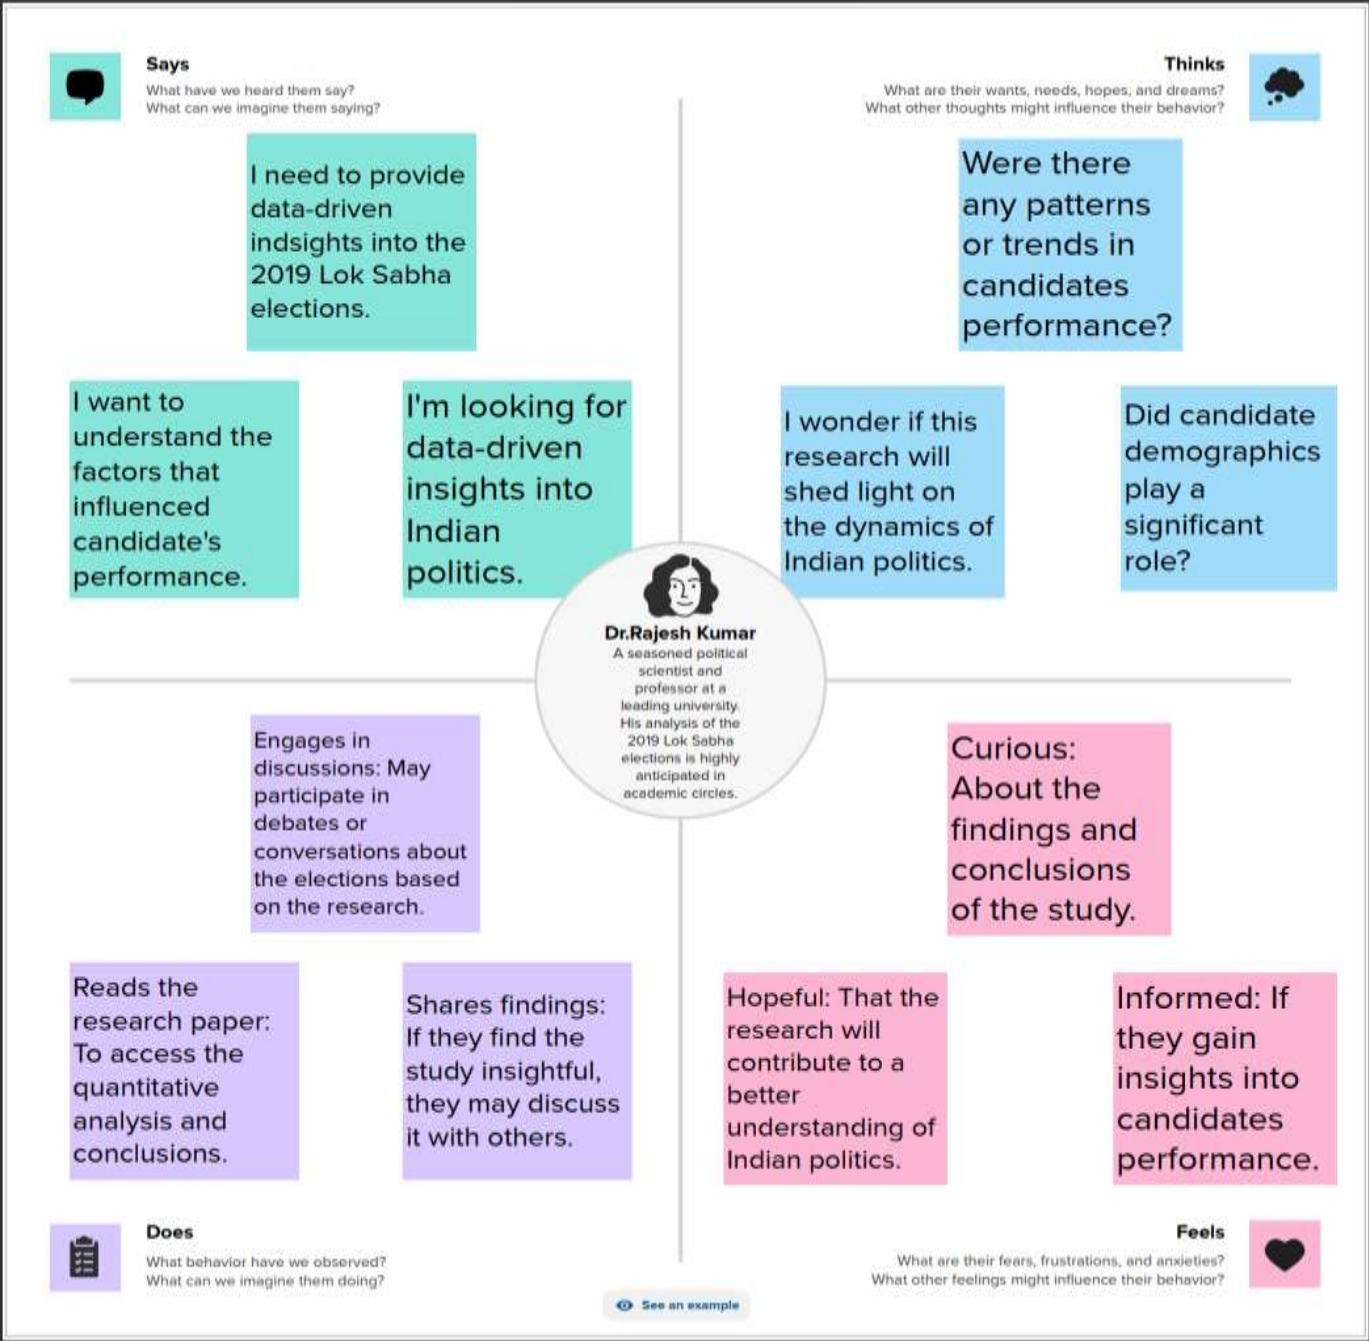 Says
What have we heard them say?
What can we imagine them saying?
I need to provide
data-driven
indsights into the
2019 Lok Sabha
elections.
I want to
understand the
factors that
influenced
candidate's
performance.
I'm looking for
data-driven
insights into
Indian
politics.
Thinks
What are their wants, needs, hopes, and dreams?
What other thoughts might influence their behavior?
Were there
any patterns
or trends in
candidates
performance?
I wonder if this
research will
shed light on
the dynamics of
Indian politics.
Did candidate
demographics
play a
significant
role?
Dr.Rajesh Kumar
A seasoned political
scientist and
professor at a
leading university.
His analysis of the
2019 Lok Sabha
elections is highly
anticipated in
academic circles.
Engages in
discussions: May
participate in
debates or
conversations about
the elections based
on the research.
Reads the
research paper:
To access the
quantitative
analysis and
conclusions.
Shares findings:
If they find the
study insightful,
they may discuss
it with others.
Does
What behavior have we observed?
What can we imagine them doing?
Curious:
About the
findings and
conclusions
of the study.
Hopeful: That the
research will
contribute to a
better
understanding of
Indian politics.
Informed: If
they gain
insights into
candidates
performance.
Feels
What are their fears, frustrations, and anxieties?
What other feelings might influence their behavior?
See an example